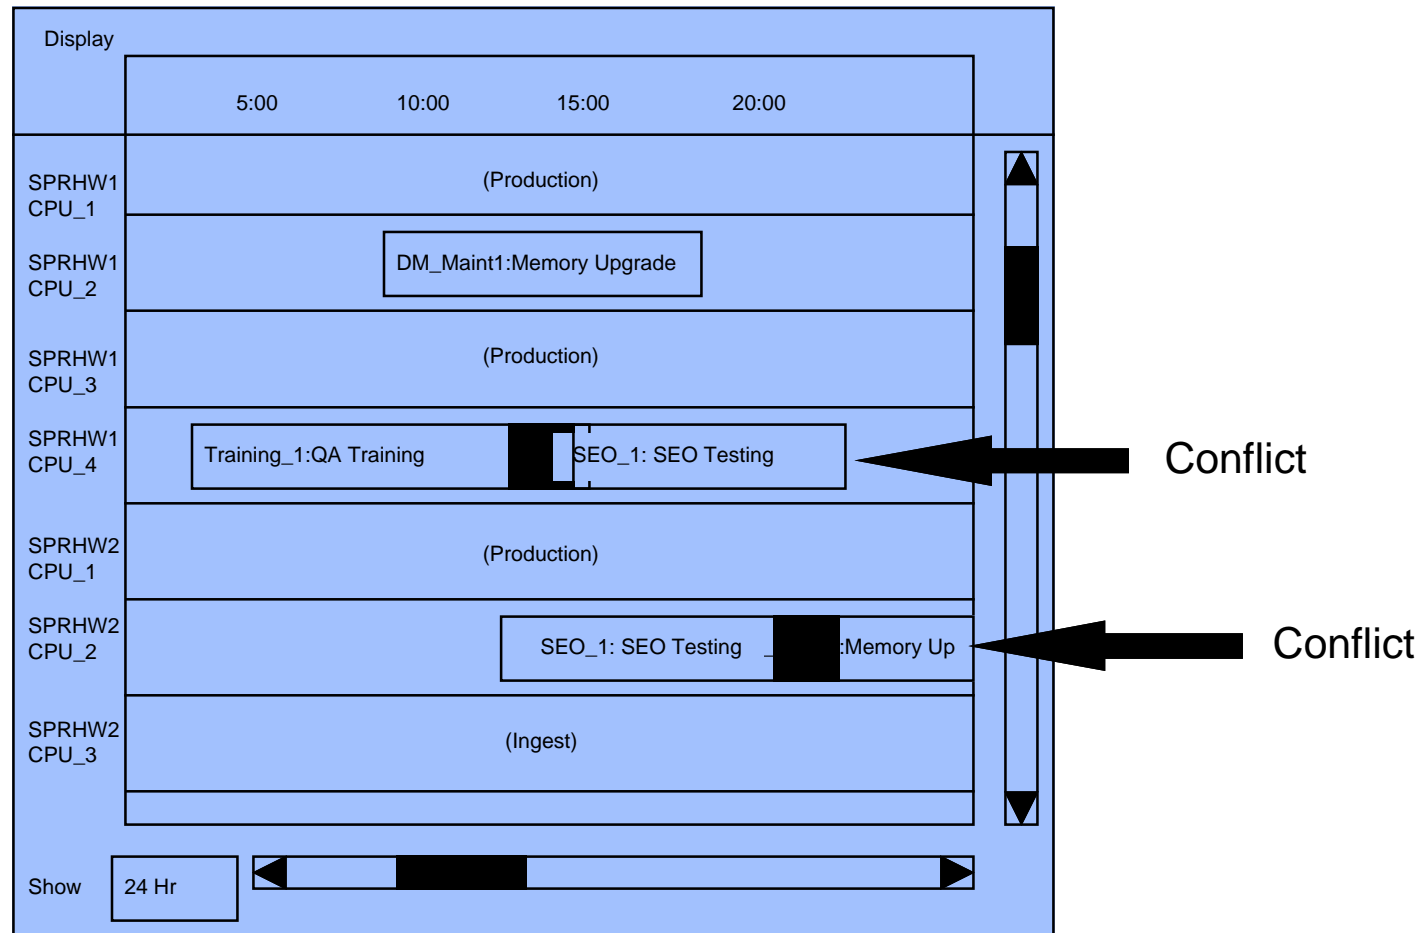 Display
5:00 10:00 15:00 20:00
SPRHW1
CPU_1
(Production)
SPRHW1
CPU_2
DM_Maint1:Memory Upgrade
SPRHW1
CPU_3
(Production)
SPRHW1
CPU_4
Training_1:QA Training
SEO_1: SEO Testing
Conflict
SPRHW2
CPU_1
(Production)
SPRHW2
CPU_2
SEO_1: SEO Testing
_
:Memory Up
Conflict
SPRHW2
CPU_3
(Ingest)
Show
24 Hr